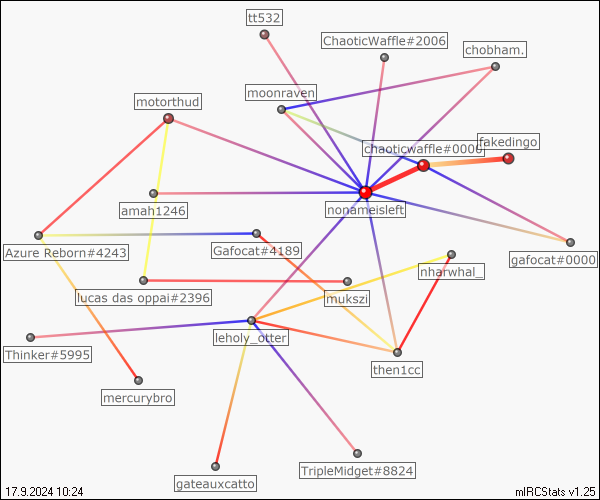 tt532
ChaoticWaffle#2006
chobham.
moonraven
motorthud
chaoticwaffle#0000
fakedingo
nonameisleft
amah1246
Azure Reborn#4243
Gafocat#4189
gafocat#0000
nharwhal_
lucas das oppai#2396
mukszi
leholy_otter
Thinker#5995
then1cc
mercurybro
TripleMidget#8824
gateauxcatto
17.9.2024 10:24
mIRCStats v1.25